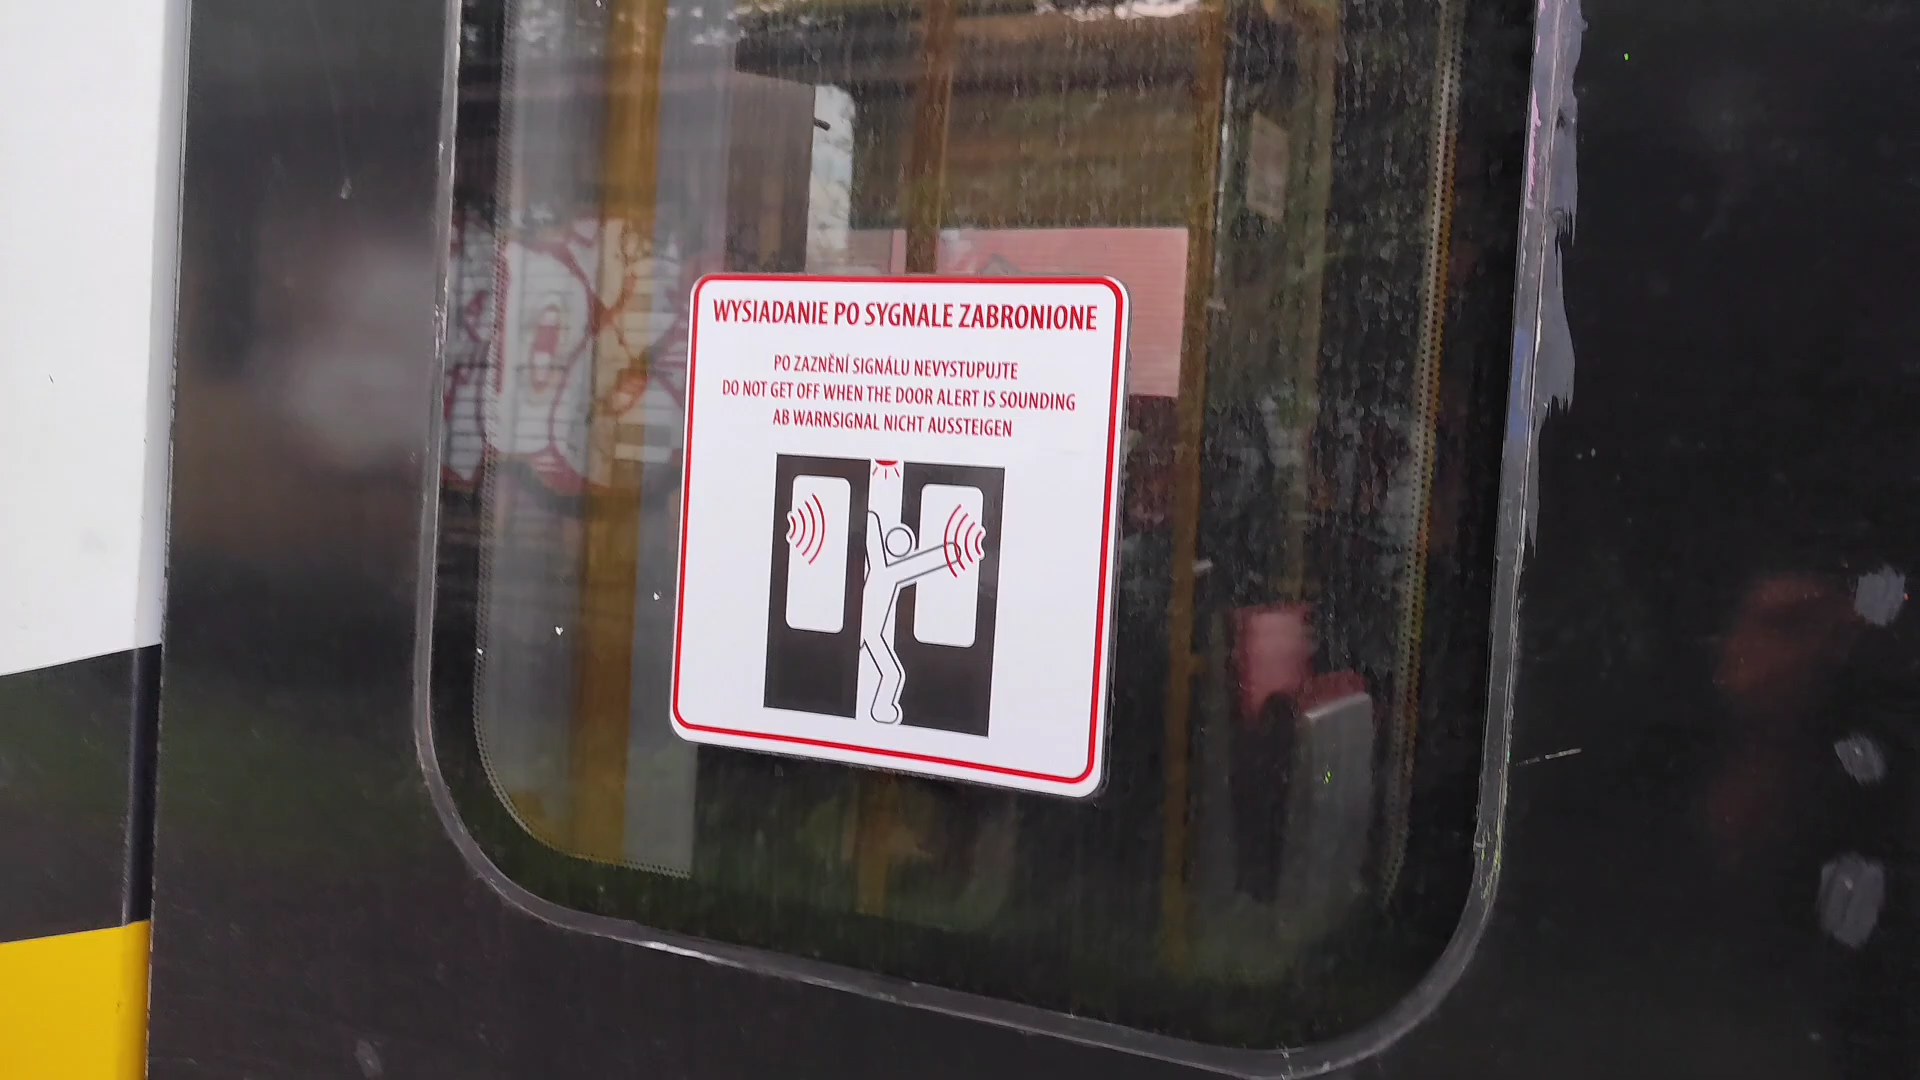 WYSIADANIE PO SYGNALE ZABRONIONE
PO ZAZNĚNÍ SIGNÁLU NEVYSTUPUJTE
DO NOT GET OFF WHEN THE DOOR ALERT IS SOUNDING
AB WARNSIGNAL NICHT AUSSTEIGEN